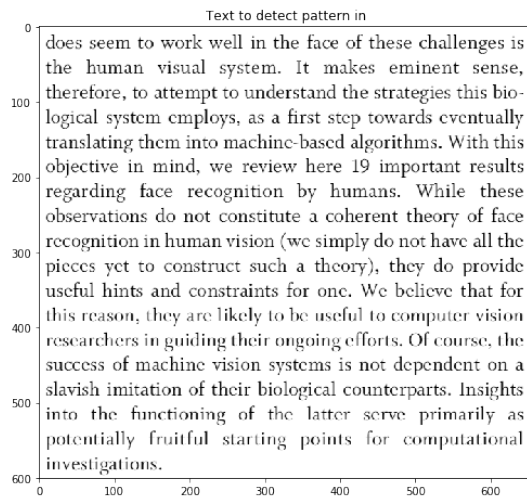 Text to detect pattern in
does seem to work well in the face of these challenges is
the human visual system. It makes eminent sense,
therefore, to attempt to understand the strategies this bio-
logical system employs, as a first step towards eventually
translating them into machine-based algorithms. With this
objective in mind, we review here 19 important results
regarding face recognition by humans. While these
observations do not constitute a coherent theory of face
recognition in human vision (we simply do not have all the
pieces yet to construct such a theory), they do provide
useful hints and constraints for one. We believe that for
this reason, they are likely to be useful to computer vision
researchers in guiding their ongoing efforts. Of course, the
success of machine vision systems is not dependent on a
slavish imitation of their biological counterparts. Insights
into the functioning of the latter serve primarily as
potentially fruitful starting points for computational
investigations.
0
100
200
300
400
500
600
0 100 200 300 400 500 600